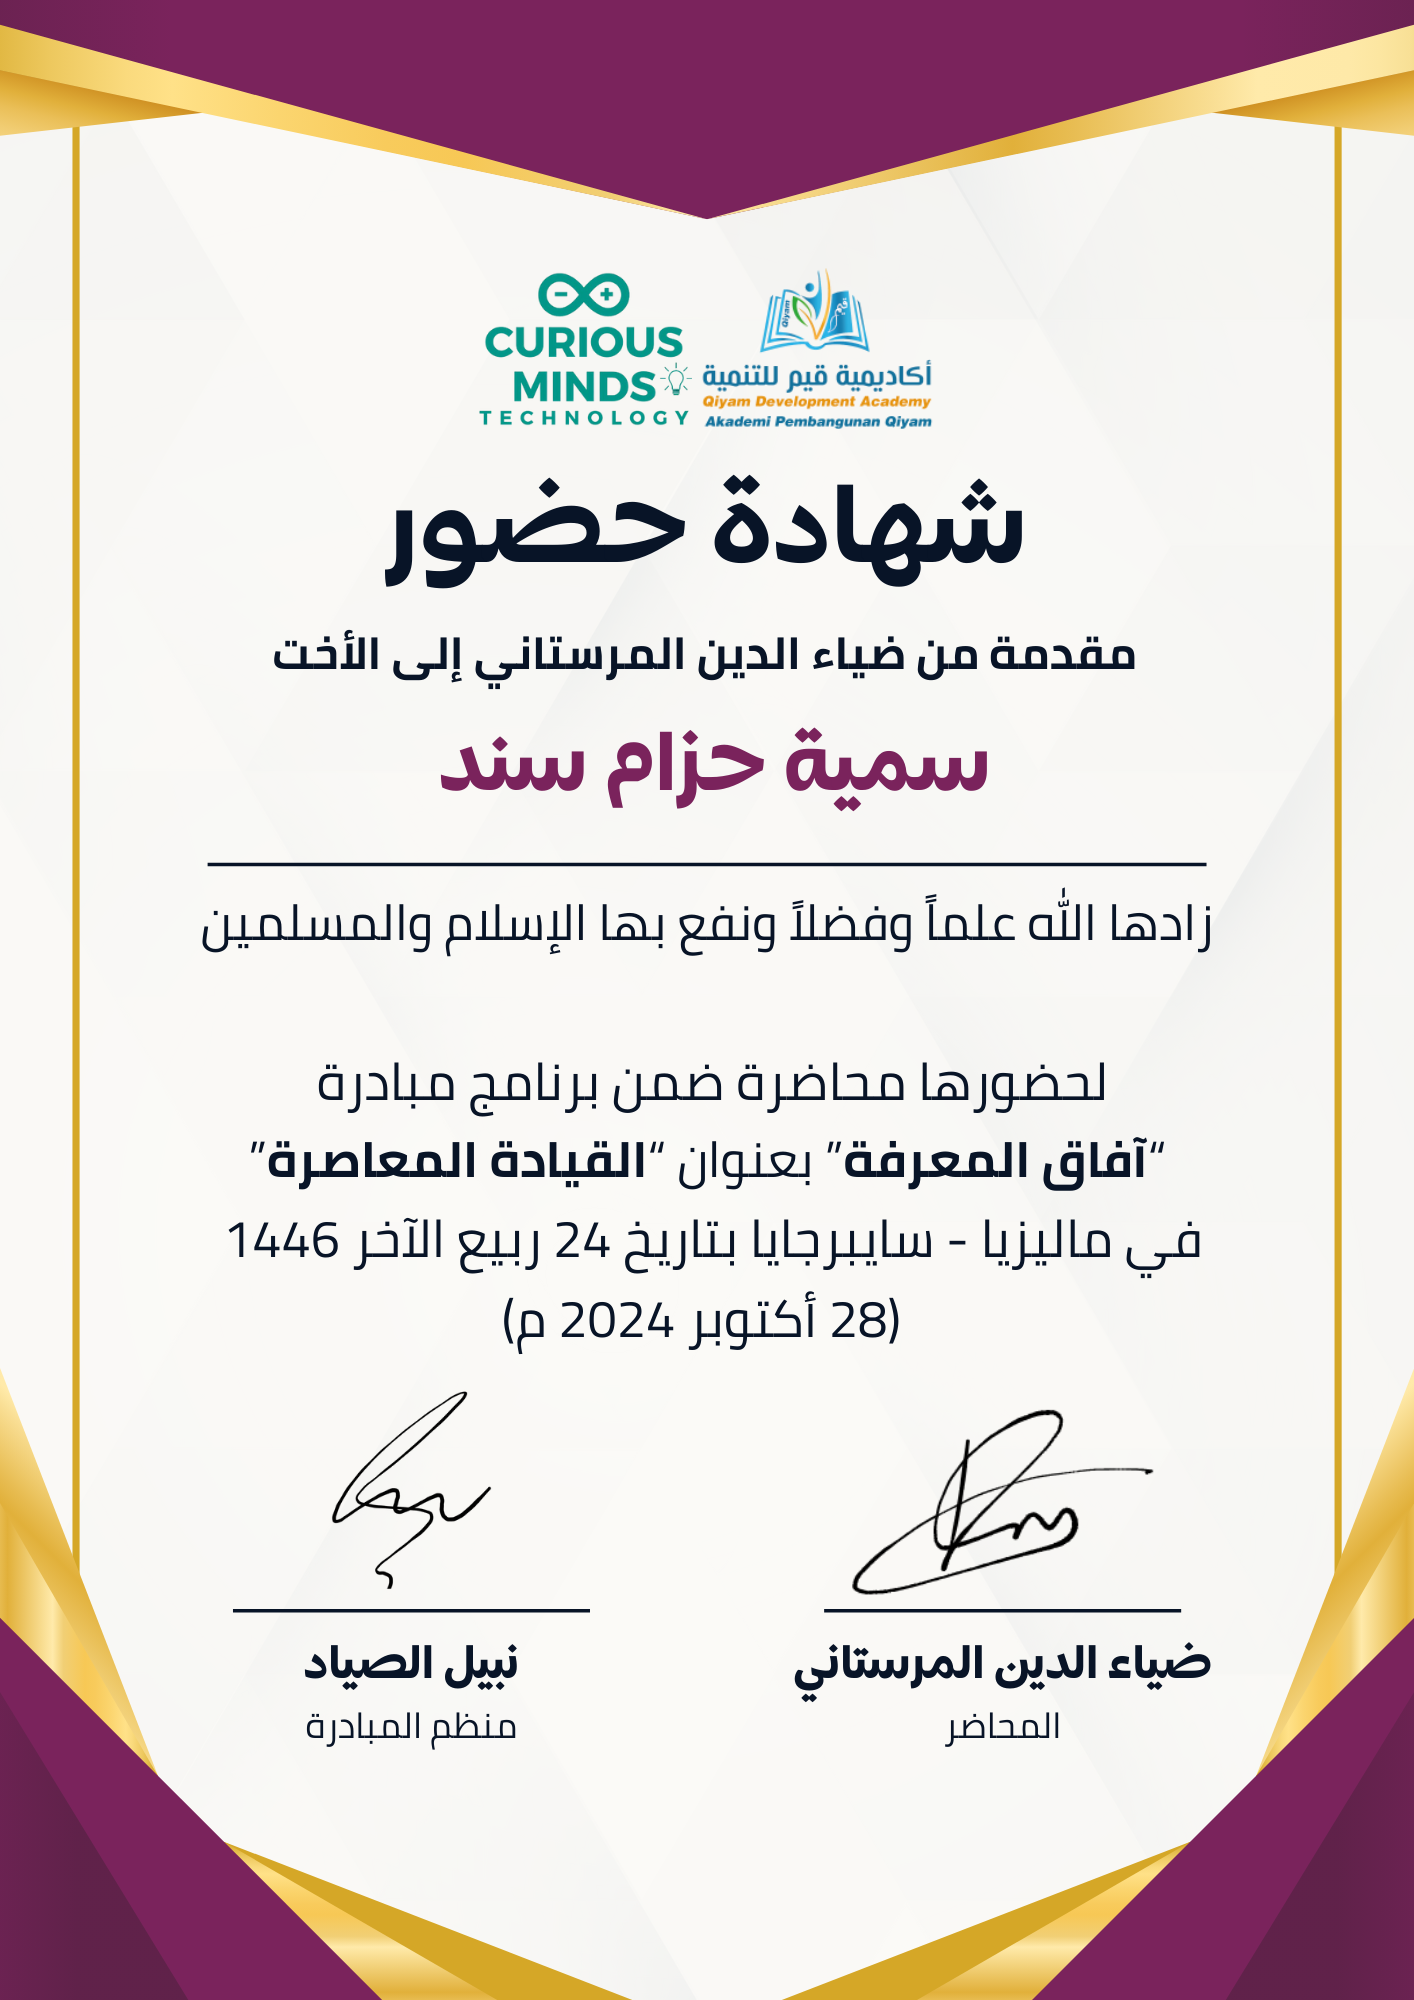 CURIOUS
MINDS
TECHNOLOGY
Qiyam
قيم
أكاديمية قيم للتنمية
Qiyam Development Academy
Akademi Pembangunan Qiyam
شهادة حضور
مقدمة من ضياء الدين المرستاني إلى الأخت
سمية حزام سند
زادها الله علماً وفضلاً ونفع بها الإسلام والمسلمين
لحضورها محاضرة ضمن برنامج مبادرة
“آفاق المعرفة” بعنوان “القيادة المعاصرة”
في ماليزيا - سايبرجايا بتاريخ 24 ربيع الآخر 1446
(28 أكتوبر 2024 م)
ضياء الدين المرستاني
المحاضر
نبيل الصياد
منظم المبادرة